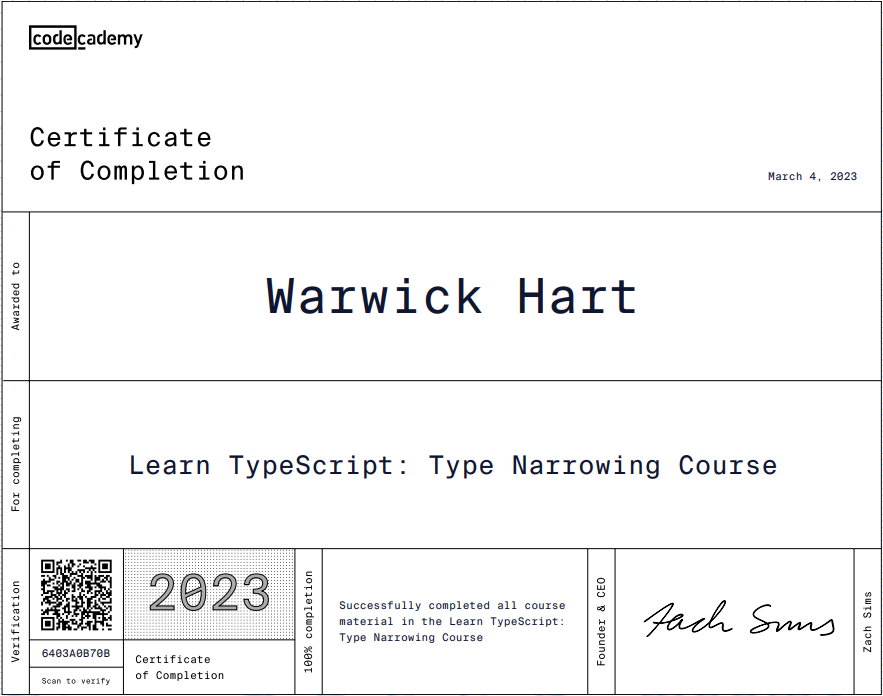 codecademy
Certificate
of Completion
March 4, 2023
Awarded to
Warwick Hart
For completing
Learn TypeScript: Type Narrowing Course
Verification
6403A0B70B
Scan to verify
2023
Certificate
of Completion
100% completion
Successfully completed all course
material in the Learn TypeScript:
Type Narrowing Course
Founder & CEO
Zach Sims
Zach Sims